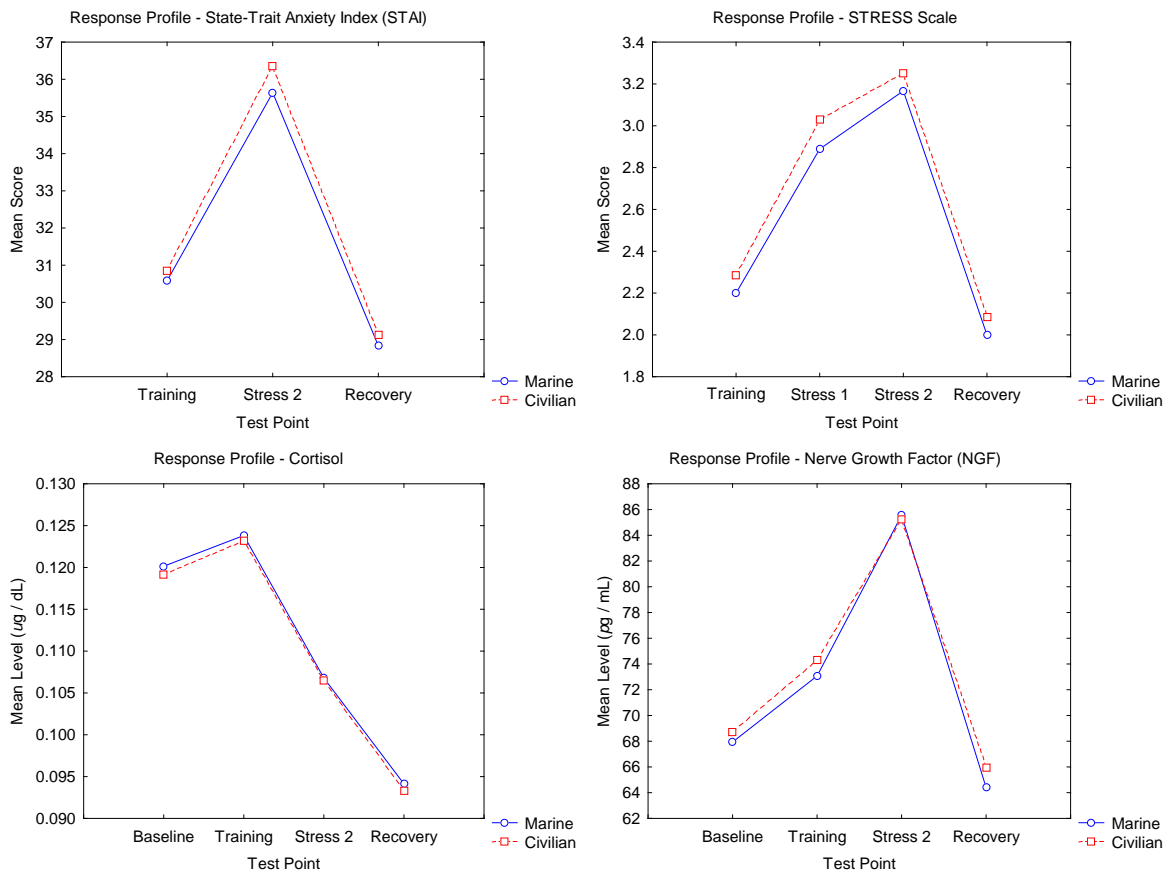 Response Profile - State-Trait Anxiety Index (STAI)
37
36
35
34
33
32
31
30
29
28
Mean Score
Training Stress 2 Recovery
Test Point
Marine
Civilian
Response Profile - STRESS Scale
3.4
3.2
3.0
2.8
2.6
2.4
2.2
2.0
1.8
Mean Score
Training Stress 1 Stress 2 Recovery
Test Point
Marine
Civilian
Response Profile - Cortisol
0.130
0.125
0.120
0.115
0.110
0.105
0.100
0.095
0.090
Mean Level (ug / dL)
Baseline Training Stress 2 Recovery
Test Point
Marine
Civilian
Response Profile - Nerve Growth Factor (NGF)
88
86
84
82
80
78
76
74
72
70
68
66
64
62
Mean Level (pg / mL)
Baseline Training Stress 2 Recovery
Test Point
Marine
Civilian